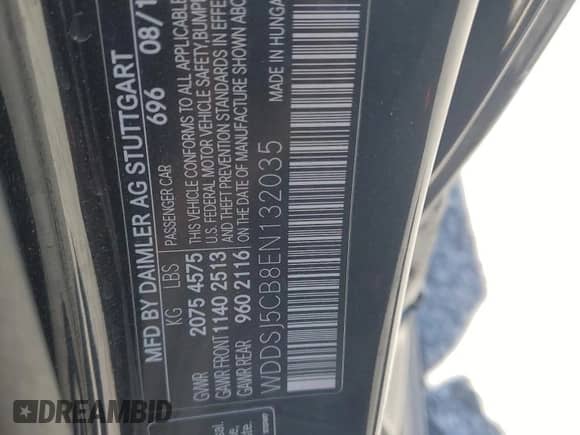 MFD BY DAIMLER AG STUTTGART
696 08/1
KG LBS PASSENGER CAR
GVWR 2075 4575
GAWR FRONT 1140 2513
GAWR REAR 960 2116
THIS VEHICLE CONFORMS TO ALL APPLICABLE
U.S. FEDERAL MOTOR VEHICLE SAFETY, BUMPE
AND THEFT PREVENTION STANDARDS IN EFFE
ON THE DATE OF MANUFACTURE SHOWN ABO
WDDSJ5CB8EN132035 MADE IN HUNGA
DREAMBID